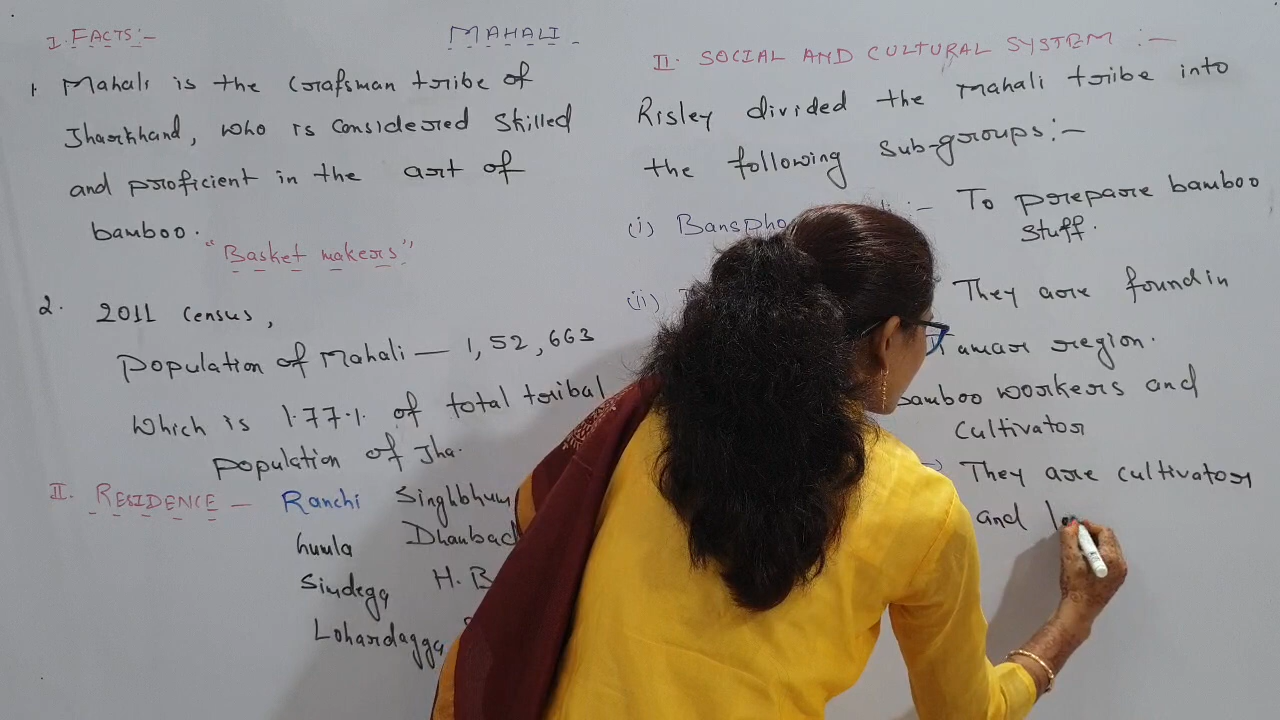 MAHALI
I. FACTS:-
1 Mahali is the Crafsman tribe of
Jharkhand, who is Considered Skilled
and proficient in the art of
bamboo.
"Basket makers"
2. 2011 Census,
Population of Mahali — 1,52,663
Which is 1.77.1. of total tribal
population of Jha.
II. RESIDENCE — Ranchi Singhbhum
Gumla Dhanbad
Simdega H.B
Lohardagga
II. SOCIAL AND CULTURAL SYSTEM :-
Risley divided the Mahali tribe into
the following Sub-groups:-
(i) Banspho :- To prepare bamboo
Stuff.
(ii) They are found in
Tamar region.
bamboo workers and
Cultivator
They are cultivator
and